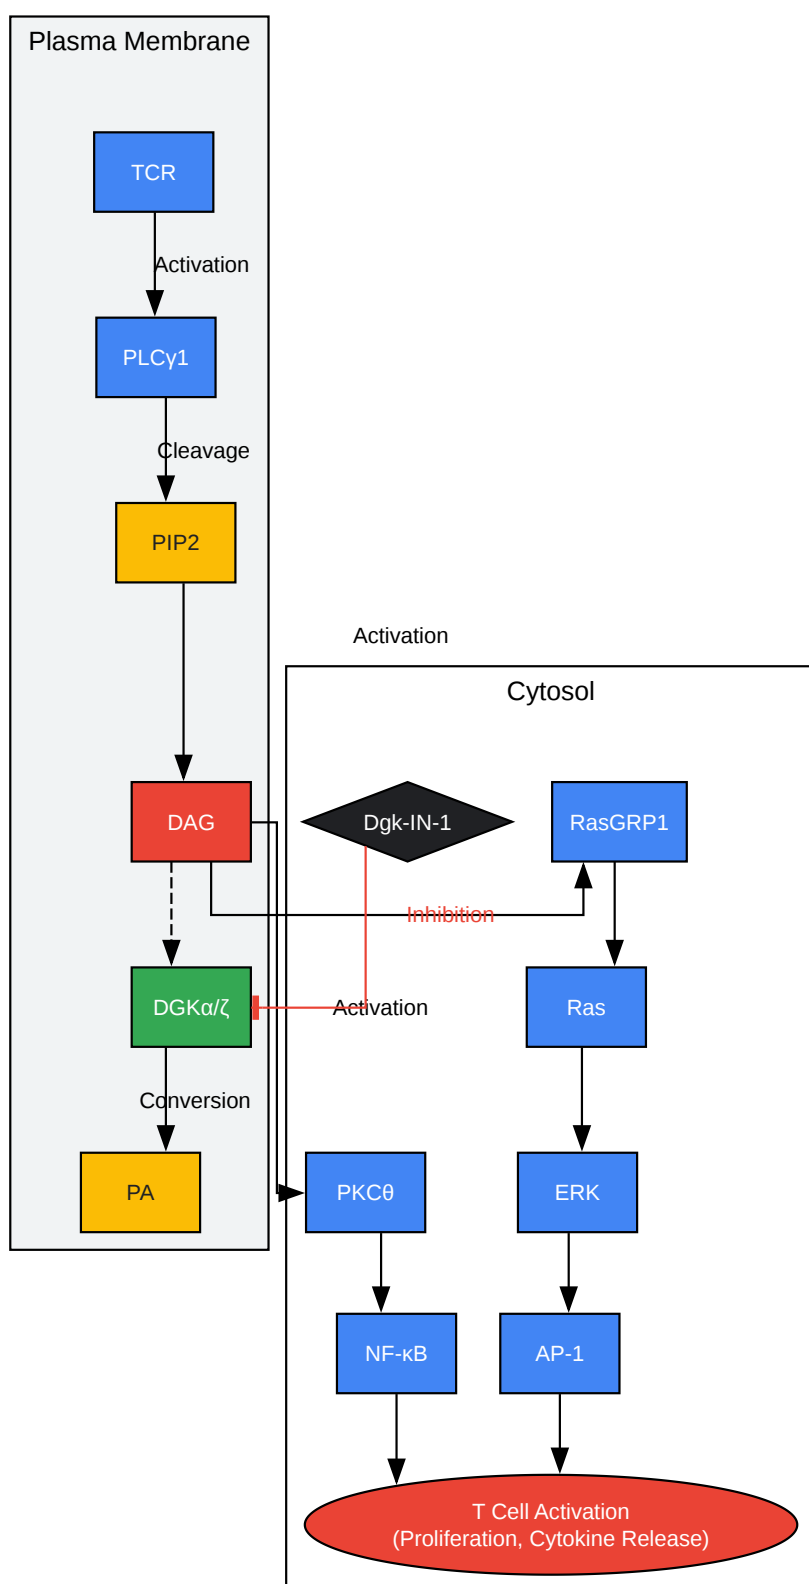 Plasma Membrane
TCR
Activation
PLCγ1
Cleavage
PIP2
Activation
Cytosol
DAG
Dgk-IN-1
RasGRP1
Inhibition
DGKα/ζ
Activation
Ras
Conversion
PA
PKCθ
ERK
NF-κB
AP-1
T Cell Activation
(Proliferation, Cytokine Release)